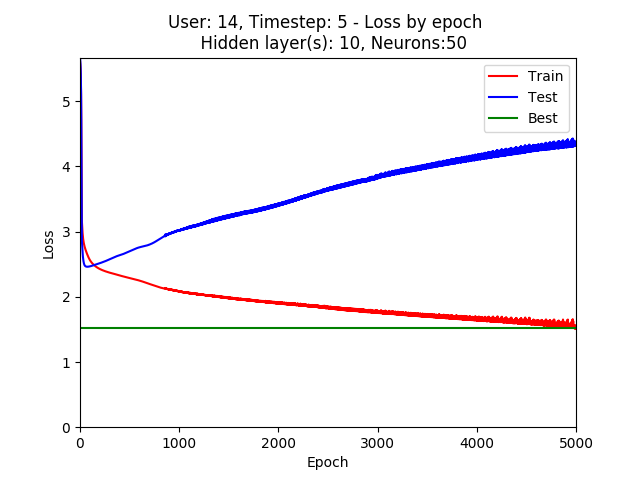 User: 14, Timestep: 5 - Loss by epoch
Hidden layer(s): 10, Neurons:50
Train
Test
Best
Loss
5
4
3
2
1
0
0 1000 2000 3000 4000 5000
Epoch